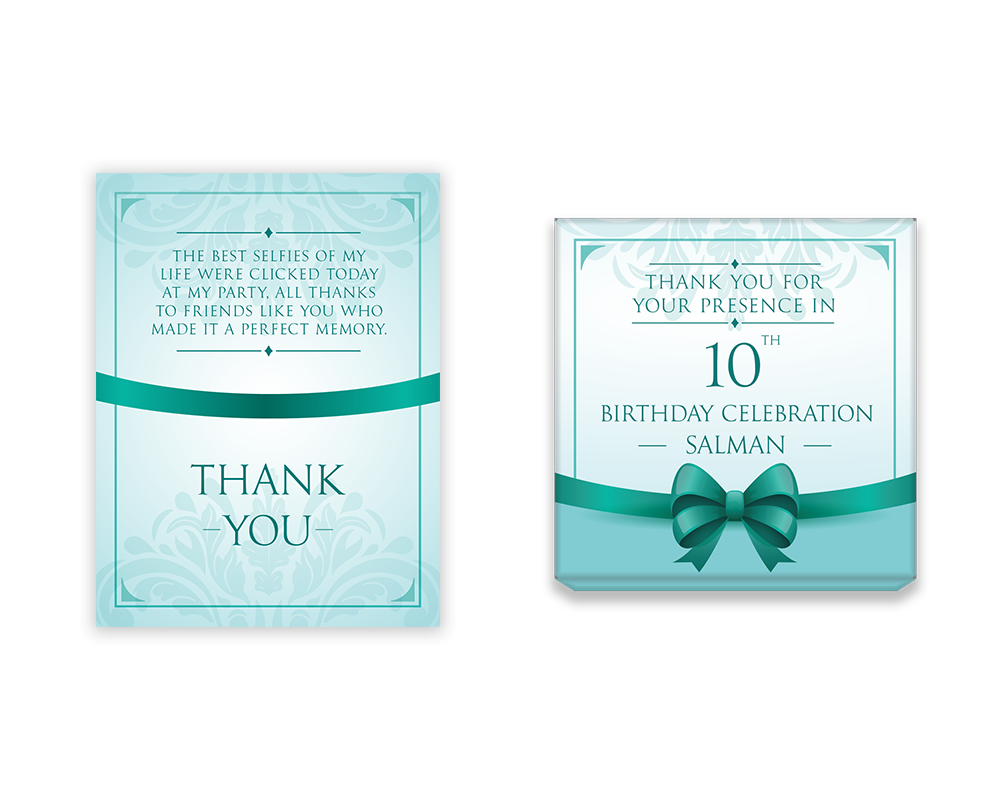 THE BEST SELFIES OF MY
LIFE WERE CLICKED TODAY
AT MY PARTY, ALL THANKS
TO FRIENDS LIKE YOU WHO
MADE IT A PERFECT MEMORY.
THANK
-YOU-
THANK YOU FOR
YOUR PRESENCE IN
10TH
BIRTHDAY CELEBRATION
— SALMAN —